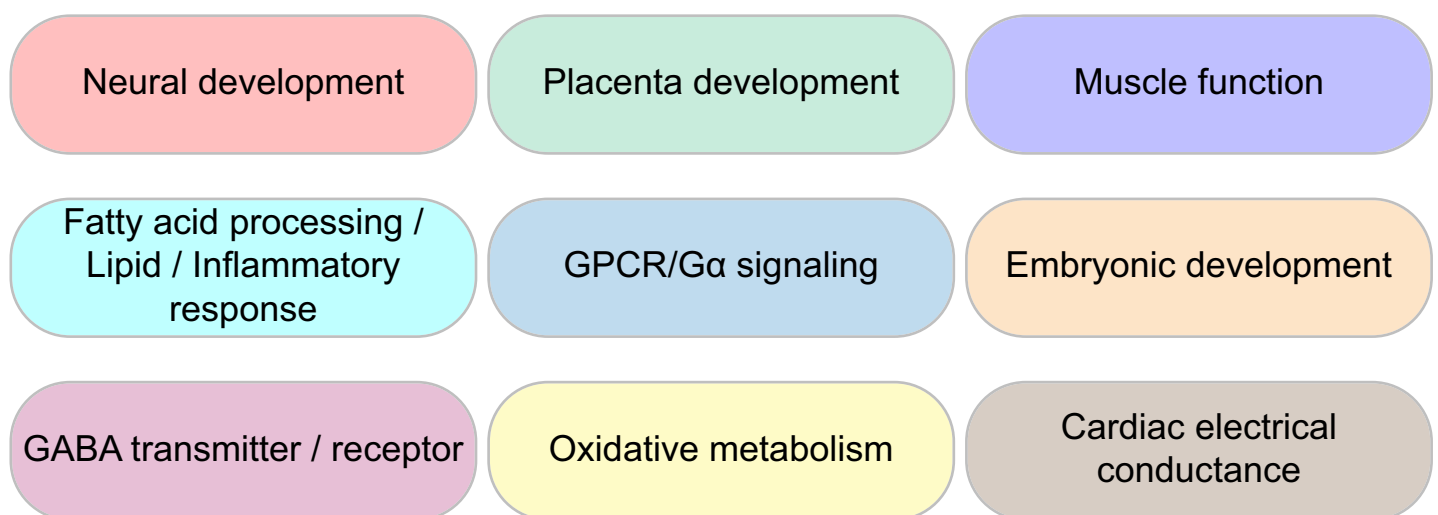 Neural development
Placenta development
Muscle function
Fatty acid processing /
Lipid / Inflammatory
response
GPCR/Gα signaling
Embryonic development
GABA transmitter / receptor
Oxidative metabolism
Cardiac electrical
conductance